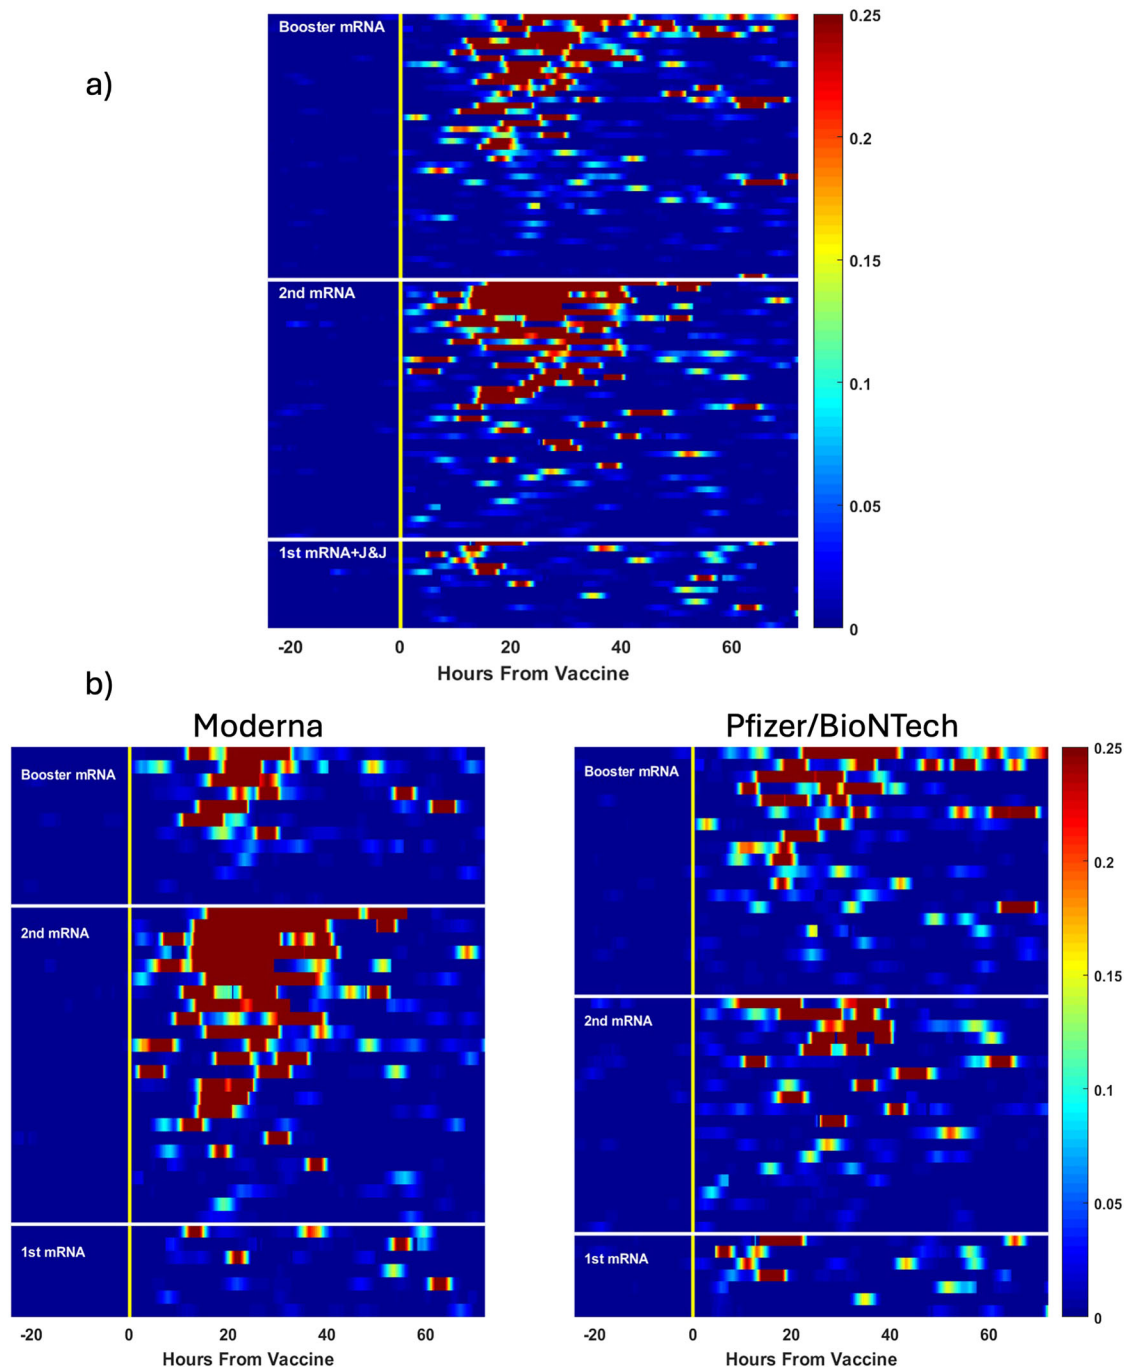 a)
Booster mRNA
2nd mRNA
1st mRNA+J&J
0.25
0.2
0.15
0.1
0.05
0
-20 0 20 40 60
Hours From Vaccine
b)
Moderna
Booster mRNA
2nd mRNA
1st mRNA
-20 0 20 40 60
Hours From Vaccine
Pfizer/BioNTech
Booster mRNA
2nd mRNA
1st mRNA
-20 0 20 40 60
Hours From Vaccine
0.25
0.2
0.15
0.1
0.05
0